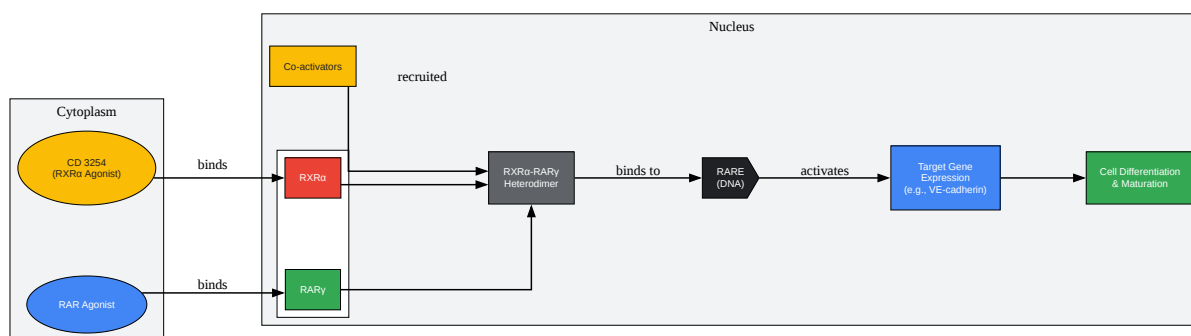 Nucleus
Co-activators
recruited
Cytoplasm
CD 3254
(RXRα Agonist)
binds
RXRα
RXRα-RARγ
Heterodimer
binds to
RARE
(DNA)
activates
Target Gene
Expression
(e.g., VE-cadherin)
Cell Differentiation
& Maturation
RAR Agonist
binds
RARγ